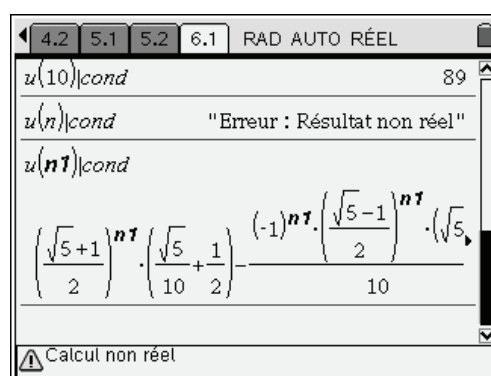 4.2 5.1 5.2 6.1 RAD AUTO RÉEL
u(10)|cond 89
u(n)|cond "Erreur : Résultat non réel"
u(n1)|cond
((√5+1)/2)^n1·(√5/10+1/2)-((-1)^n1·((√5-1)/2)^n1·(√5▸)/10
Calcul non réel